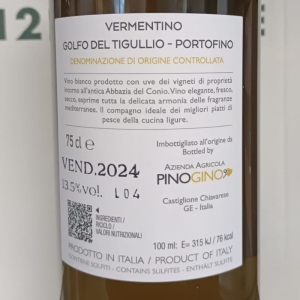 12
VERMENTINO
GOLFO DEL TIGULLIO - PORTOFINO
DENOMINAZIONE DI ORIGINE CONTROLLATA
Vino bianco prodotto con uve dei vigneti di proprietà
intorno all'antica Abbazia del Conio. Vino elegante, fresco,
secco, esprime tutta la delicata armonia delle fragranze
mediterranee. Il compagno ideale dei migliori piatti di
pesce della cucina ligure.
75 cl e
Imbottigliato all'origine da
Bottled by
VEND.2024
AZIENDA AGRICOLA
PINOGINO
13.5%vol. L04
Castiglione Chiavarese
GE - Italia
INGREDIENTI /
RICICLO /
VALORI NUTRIZIONALI
100 ml: E= 315 kJ / 76 kcal
PRODOTTO IN ITALIA / PRODUCT OF ITALY
CONTIENE SOLFITI - CONTAINS SULFITES - ENTHÄLT SULFITE